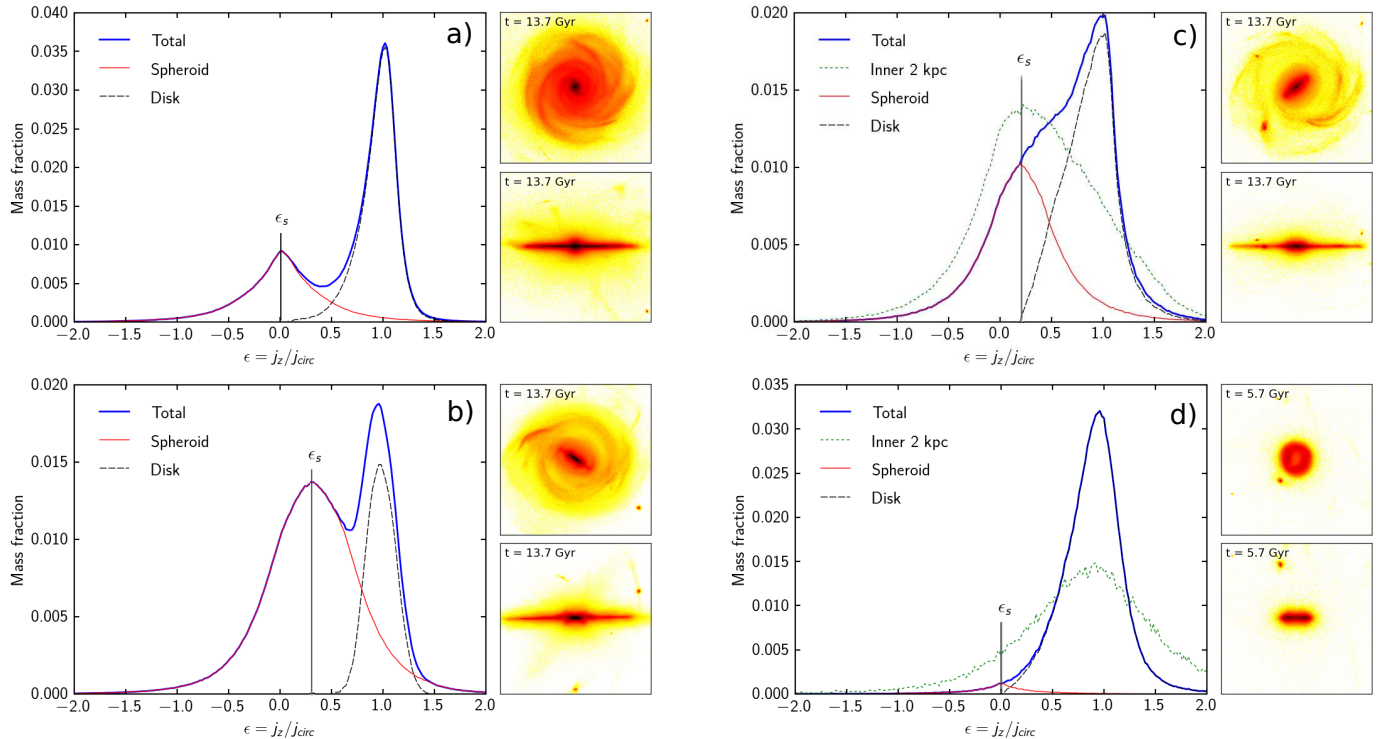 a)
Total
Spheroid
Disk
ϵs
Mass fraction
0.040
0.035
0.030
0.025
0.020
0.015
0.010
0.005
0.000
−2.0 −1.5 −1.0 −0.5 0.0 0.5 1.0 1.5 2.0
ϵ = jz/jcirc
t = 13.7 Gyr
t = 13.7 Gyr
c)
Total
Inner 2 kpc
Spheroid
Disk
ϵs
Mass fraction
0.020
0.015
0.010
0.005
0.000
−2.0 −1.5 −1.0 −0.5 0.0 0.5 1.0 1.5 2.0
ϵ = jz/jcirc
t = 13.7 Gyr
t = 13.7 Gyr
b)
Total
Spheroid
Disk
ϵs
Mass fraction
0.020
0.015
0.010
0.005
0.000
−2.0 −1.5 −1.0 −0.5 0.0 0.5 1.0 1.5 2.0
ϵ = jz/jcirc
t = 13.7 Gyr
t = 13.7 Gyr
d)
Total
Inner 2 kpc
Spheroid
Disk
ϵs
Mass fraction
0.035
0.030
0.025
0.020
0.015
0.010
0.005
0.000
−2.0 −1.5 −1.0 −0.5 0.0 0.5 1.0 1.5 2.0
ϵ = jz/jcirc
t = 5.7 Gyr
t = 5.7 Gyr